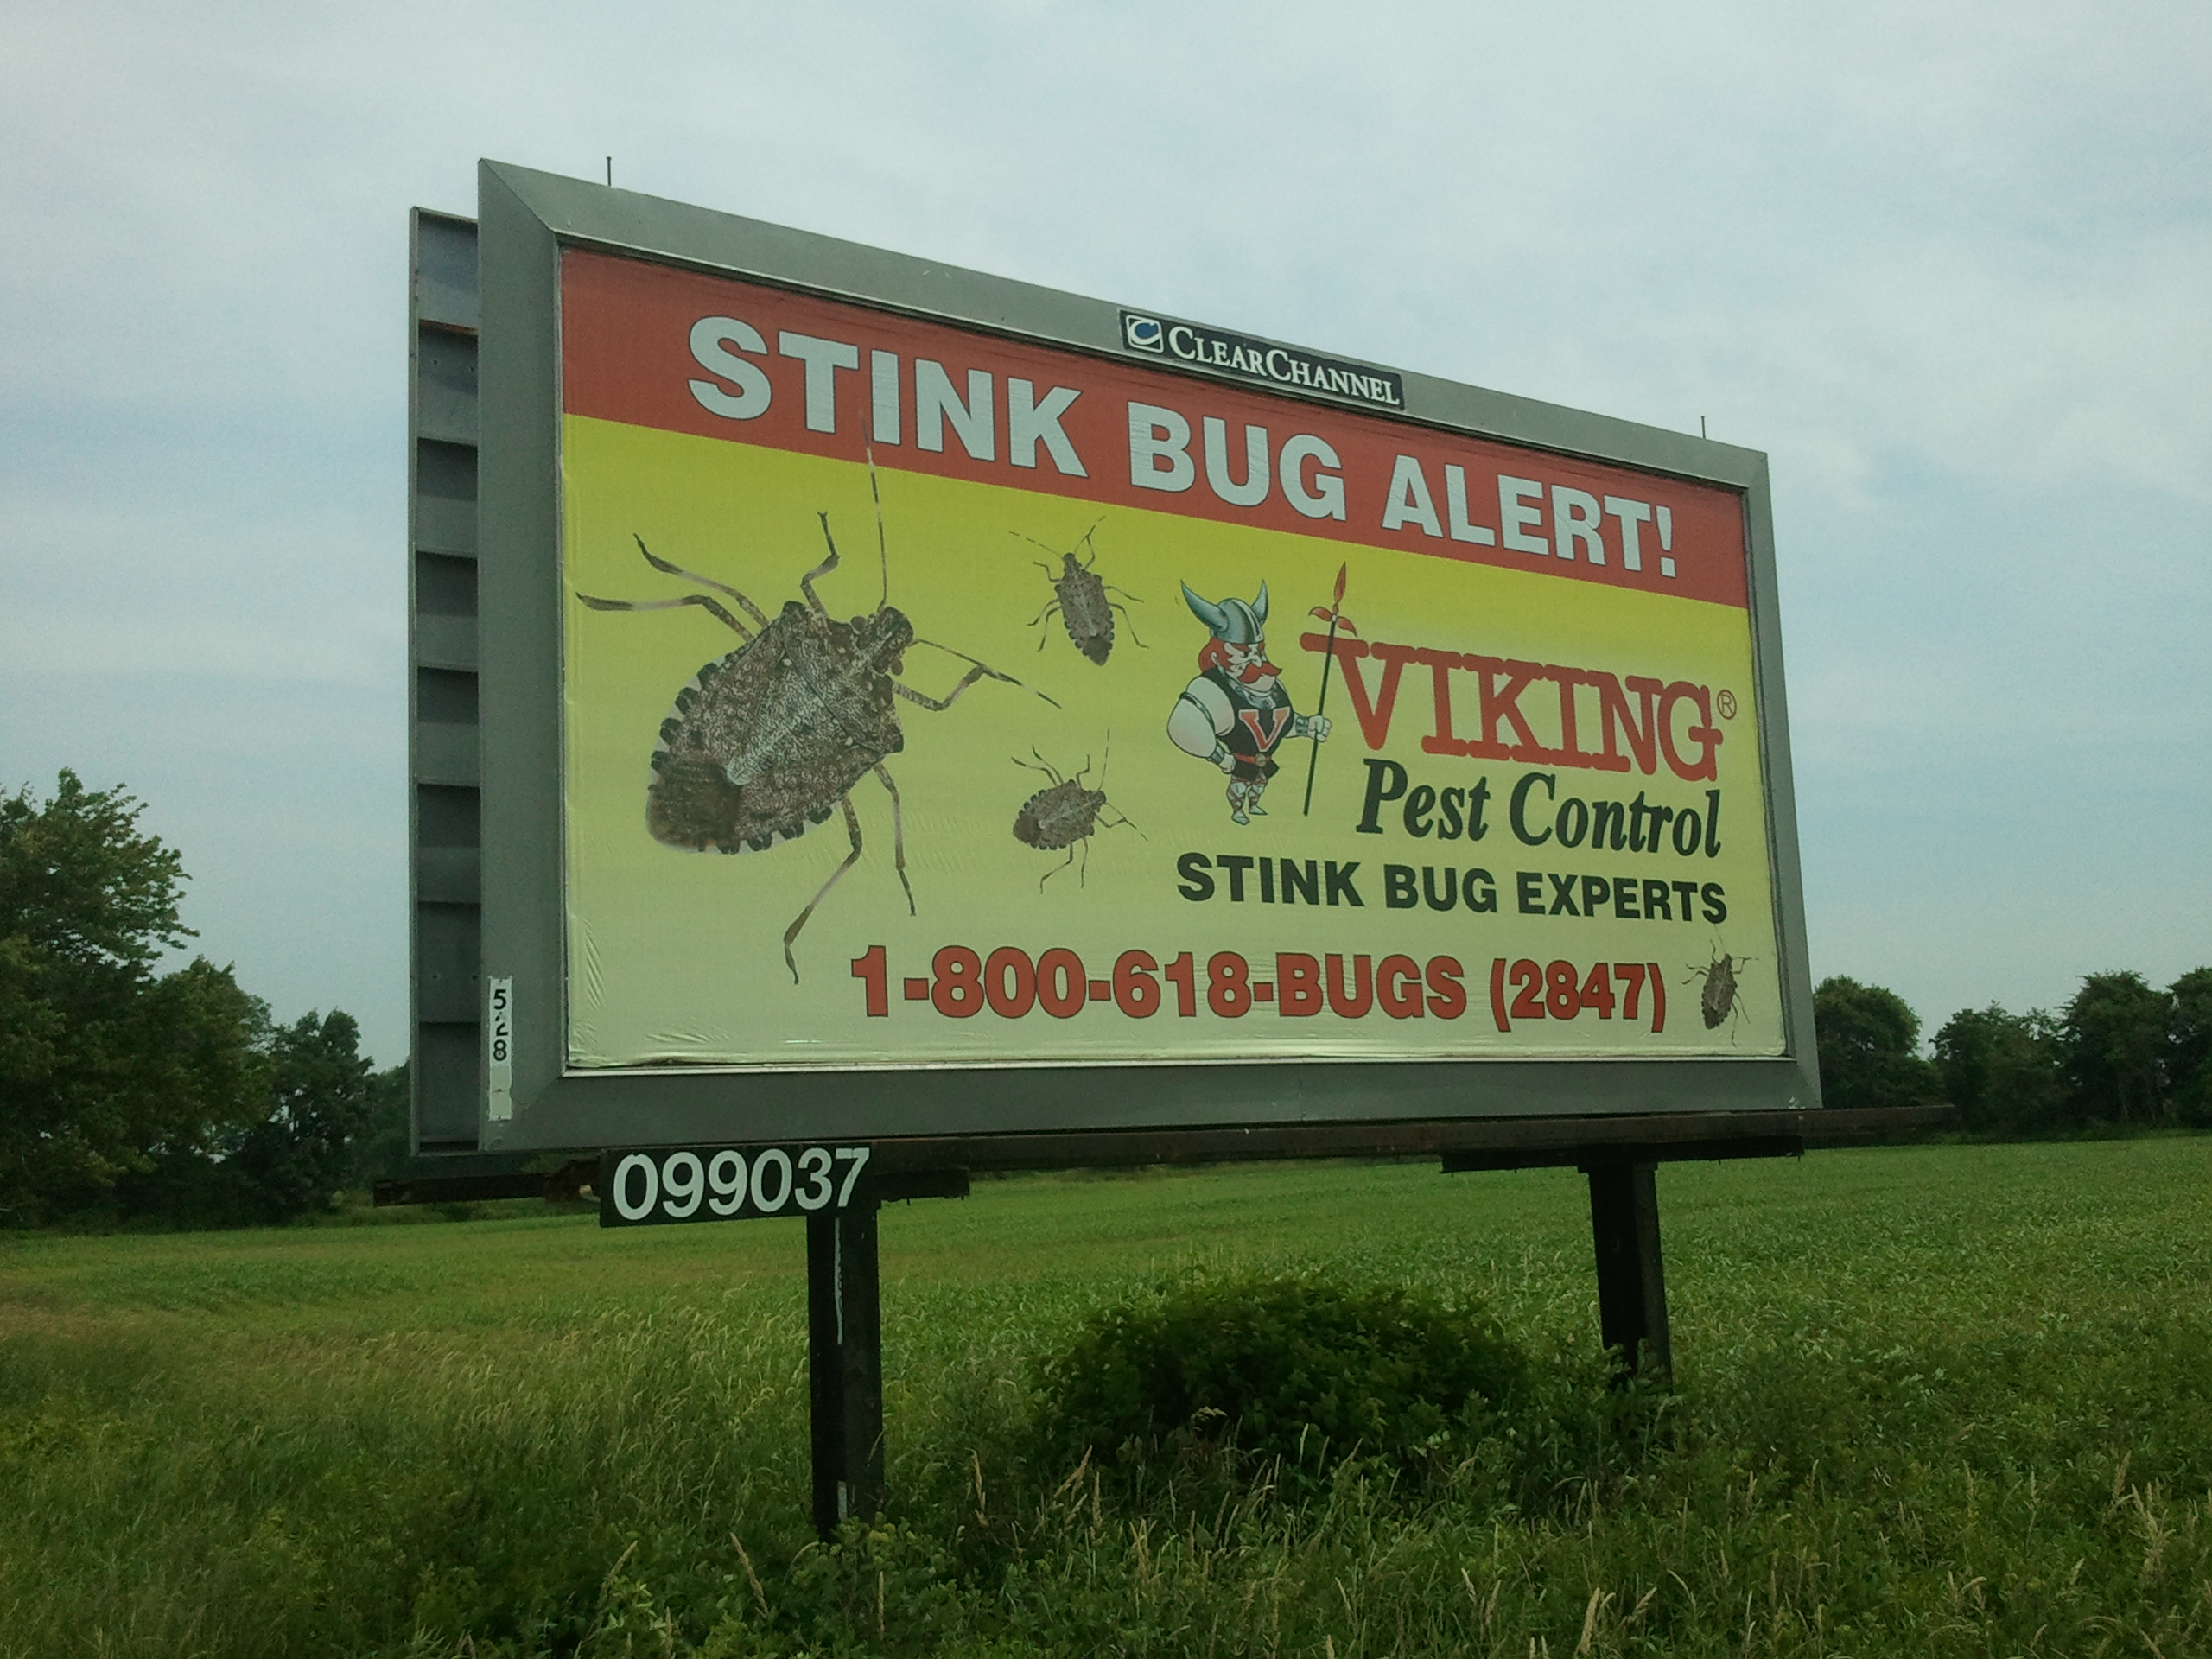 CLEARCHANNEL
STINK BUG ALERT!
V
VIKING®
Pest Control
STINK BUG EXPERTS
1-800-618-BUGS (2847)
5-28
099037